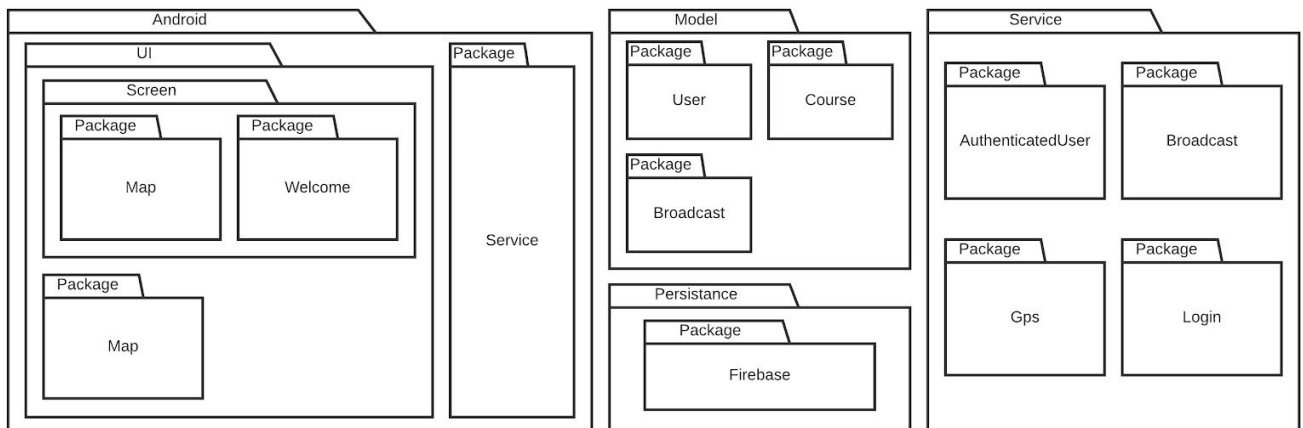 Android
UI
Screen
Package
Map
Package
Welcome
Package
Map
Package
Service
Model
Package
User
Package
Course
Package
Broadcast
Persistance
Package
Firebase
Service
Package
AuthenticatedUser
Package
Broadcast
Package
Gps
Package
Login